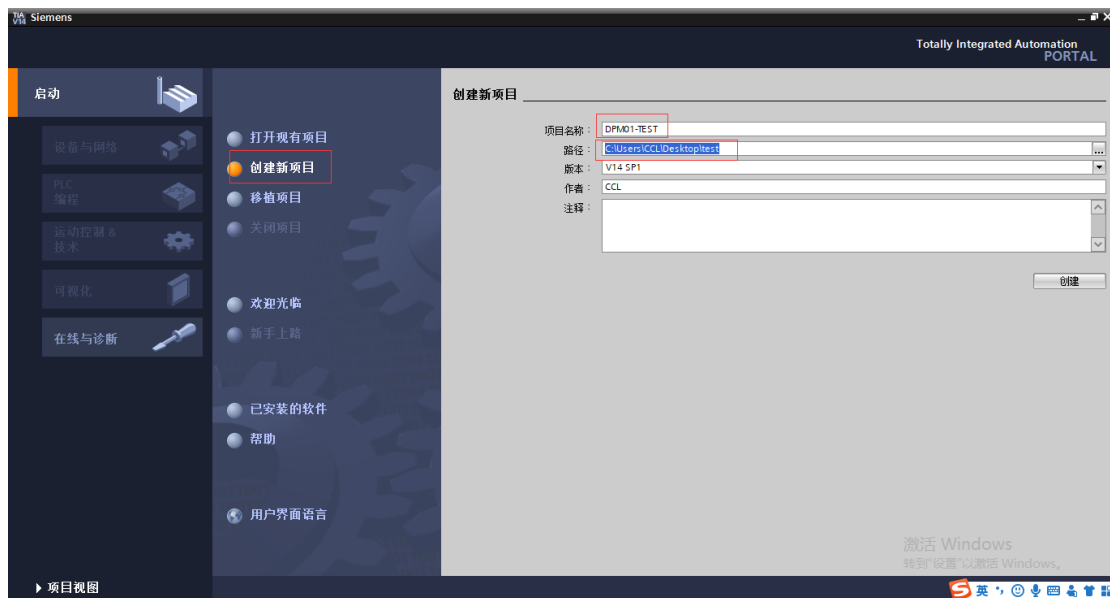 TIA
V14
Siemens
Totally Integrated Automation
PORTAL
启动
设备与网络
PLC
编程
运动控制 &
技术
可视化
在线与诊断
项目视图
打开现有项目
创建新项目
移植项目
关闭项目
欢迎光临
新手上路
已安装的软件
帮助
用户界面语言
创建新项目
项目名称： DPM01-TEST
路径： C:\Users\CCL\Desktop\test
...
版本： V14 SP1
作者： CCL
注释：
创建
激活 Windows
转到"设置"以激活 Windows。
S 英